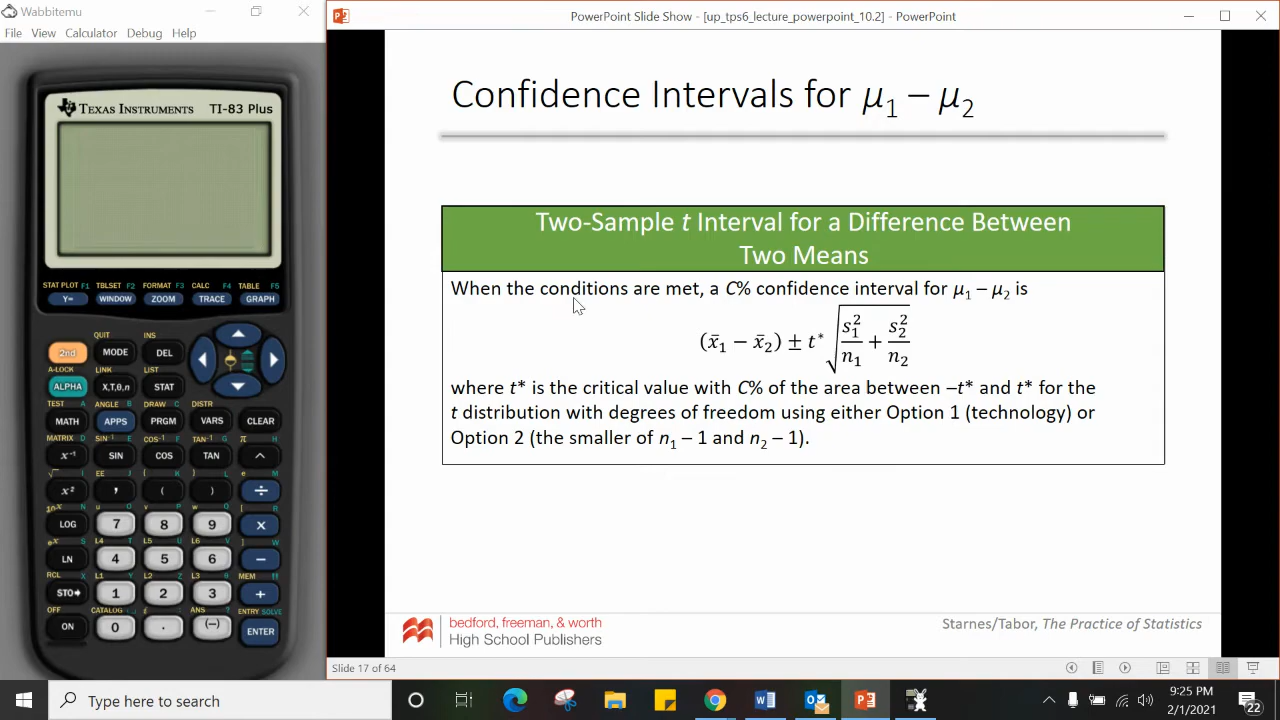 Wabbitemu
File View Calculator Debug Help
TEXAS INSTRUMENTS TI-83 Plus
STAT PLOT F1 TBLSET F2 FORMAT F3 CALC F4 TABLE F5
Y= WINDOW ZOOM TRACE GRAPH
QUIT INS
2nd MODE DEL
A-LOCK LINK LIST
ALPHA X,T,θ,n STAT
TEST A ANGLE B DRAW C DISTR
MATH APPS PRGM VARS CLEAR
MATRIX D SIN⁻¹ E COS⁻¹ F TAN⁻¹ G π H
x⁻¹ SIN COS TAN ^
√ I EE J { K } L e M
x² , ( ) ÷
10ˣ N u O v P w Q [ R
LOG 7 8 9 ×
eˣ S L4 T L5 U L6 V ] W
LN 4 5 6 −
RCL X L1 Y L2 Z L3 θ MEM "
STO➔ 1 2 3 +
OFF CATALOG i : ANS ? ENTRY SOLVE
ON 0 . (−) ENTER
PowerPoint Slide Show - [up_tps6_lecture_powerpoint_10.2] - PowerPoint
Confidence Intervals for μ₁ – μ₂
Two-Sample t Interval for a Difference Between
Two Means
When the conditions are met, a C% confidence interval for μ₁ – μ₂ is
(x̄₁ − x̄₂) ± t* √(s₁²/n₁ + s₂²/n₂)
where t* is the critical value with C% of the area between –t* and t* for the
t distribution with degrees of freedom using either Option 1 (technology) or
Option 2 (the smaller of n₁ – 1 and n₂ – 1).
bedford, freeman, & worth
High School Publishers
Starnes/Tabor, The Practice of Statistics
Slide 17 of 64
Type here to search
9:25 PM
2/1/2021
22